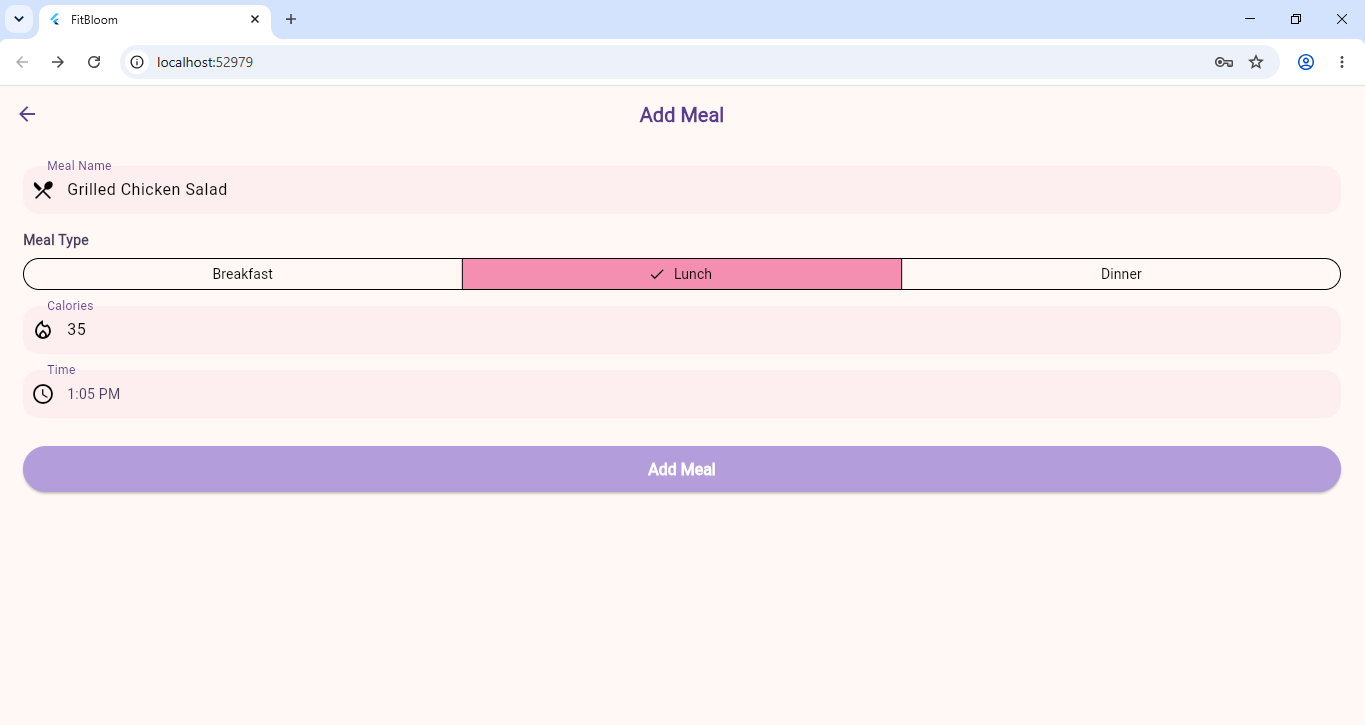 FitBloom
localhost:52979
Add Meal
Meal Name
Grilled Chicken Salad
Meal Type
Breakfast Lunch Dinner
Calories
35
Time
1:05 PM
Add Meal